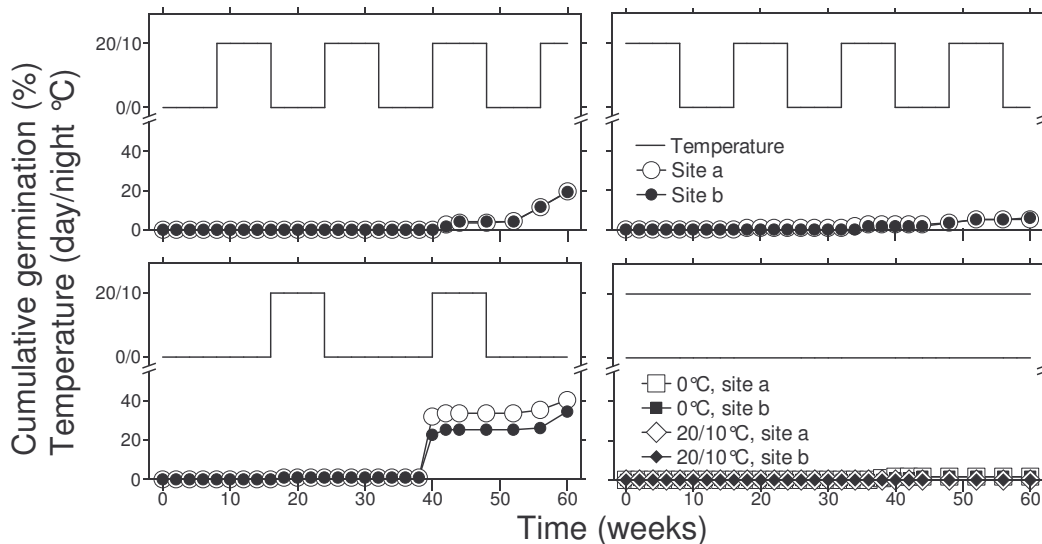 Cumulative germination (%)
Temperature (day/night °C)
20/10
0/0
40
20
0
Temperature
Site a
Site b
20/10
0/0
40
20
0
0 10 20 30 40 50 60
0°C, site a
0°C, site b
20/10°C, site a
20/10°C, site b
0 10 20 30 40 50 60
Time (weeks)